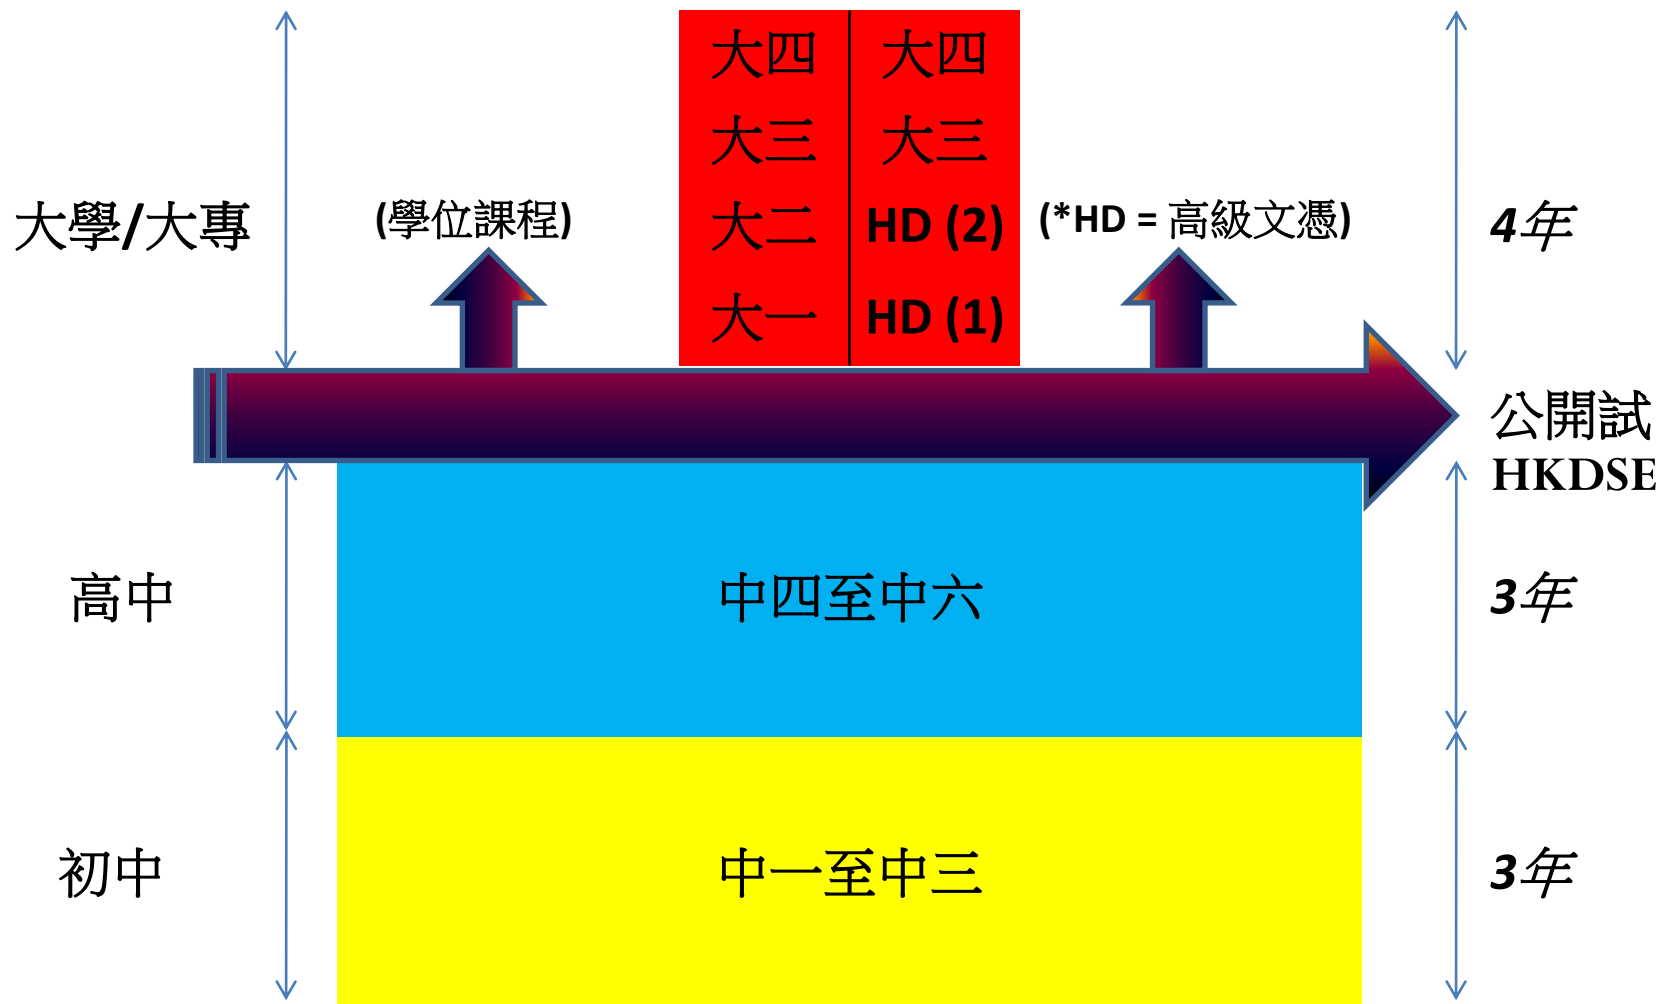 大四 大四
大三 大三
大學/大專 (學位課程) 大二 HD (2) (*HD = 高級文憑) 4年
大一 HD (1)
公開試
HKDSE
高中 中四至中六 3年
初中 中一至中三 3年